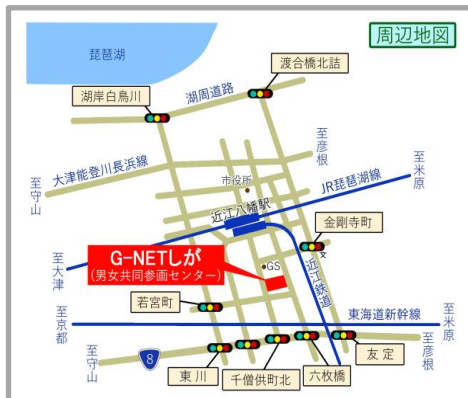 周辺地図
琵琶湖
渡合橋北詰
湖岸白鳥川
湖周道路
至彦根
至米原
大津能登川長浜線
市役所
JR琵琶湖線
至守山
近江八幡駅
金剛寺町
文
G-NETしが
(男女共同参画センター)
GS
近江鉄道
至大津
若宮町
東海道新幹線
至京都
至米原
至守山
8
東川
千僧供町北
六枚橋
友定
至彦根